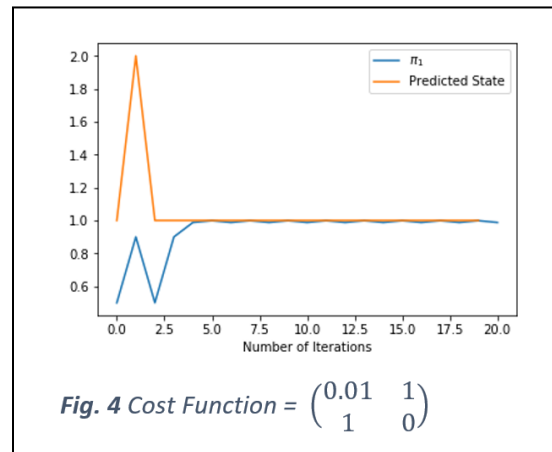 2.0
1.8
1.6
1.4
1.2
1.0
0.8
0.6
π₁
Predicted State
0.0 2.5 5.0 7.5 10.0 12.5 15.0 17.5 20.0
Number of Iterations
Fig. 4 Cost Function = (0.01 1
1 0)